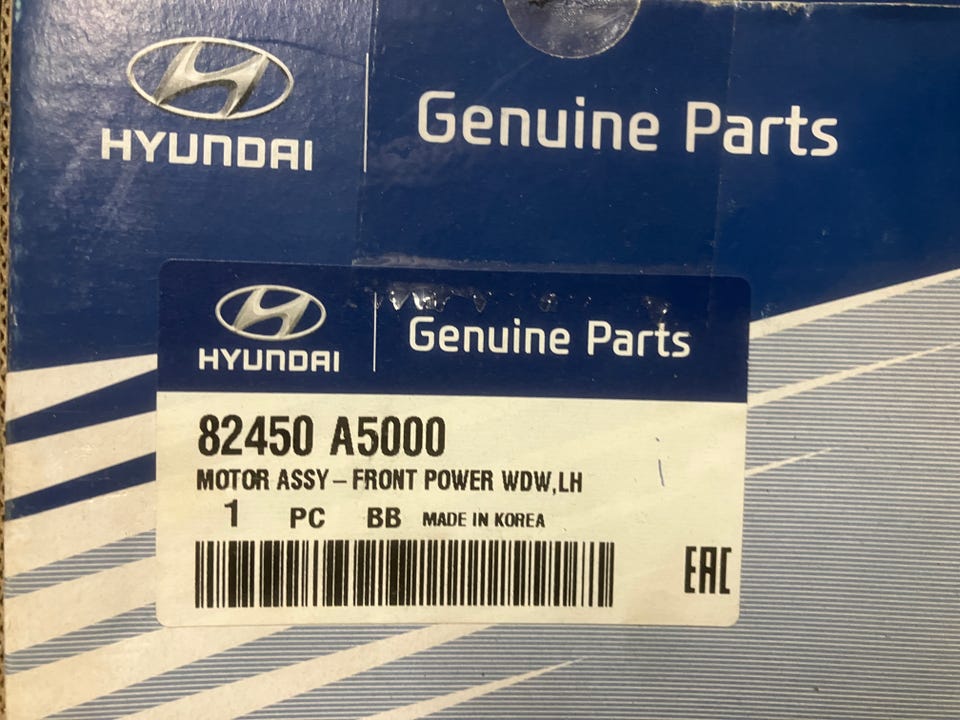 HYUNDAI
Genuine Parts
HYUNDAI
Genuine Parts
82450 A5000
MOTOR ASSY – FRONT POWER WDW,LH
1 PC BB MADE IN KOREA
EAC